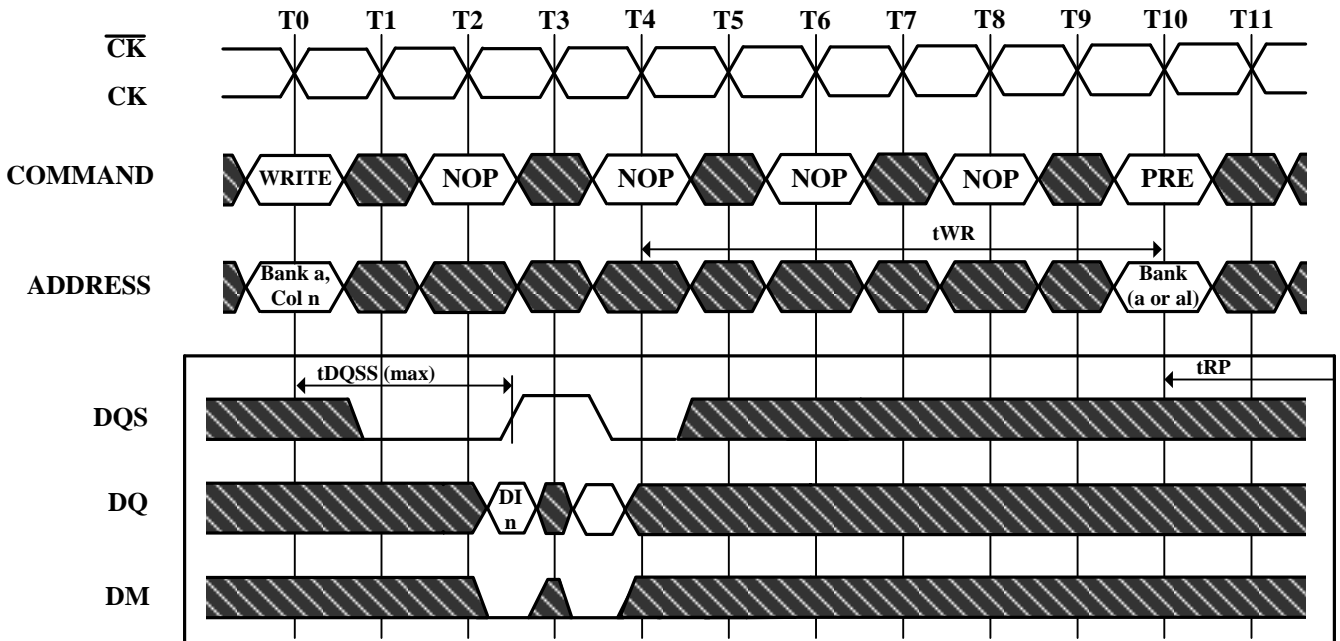 T0 T1 T2 T3 T4 T5 T6 T7 T8 T9 T10 T11
CK
CK
COMMAND
WRITE NOP NOP NOP NOP PRE
tWR
ADDRESS
Bank a,
Col n
Bank
(a or al)
tDQSS (max)
tRP
DQS
DQ
DI
n
DM